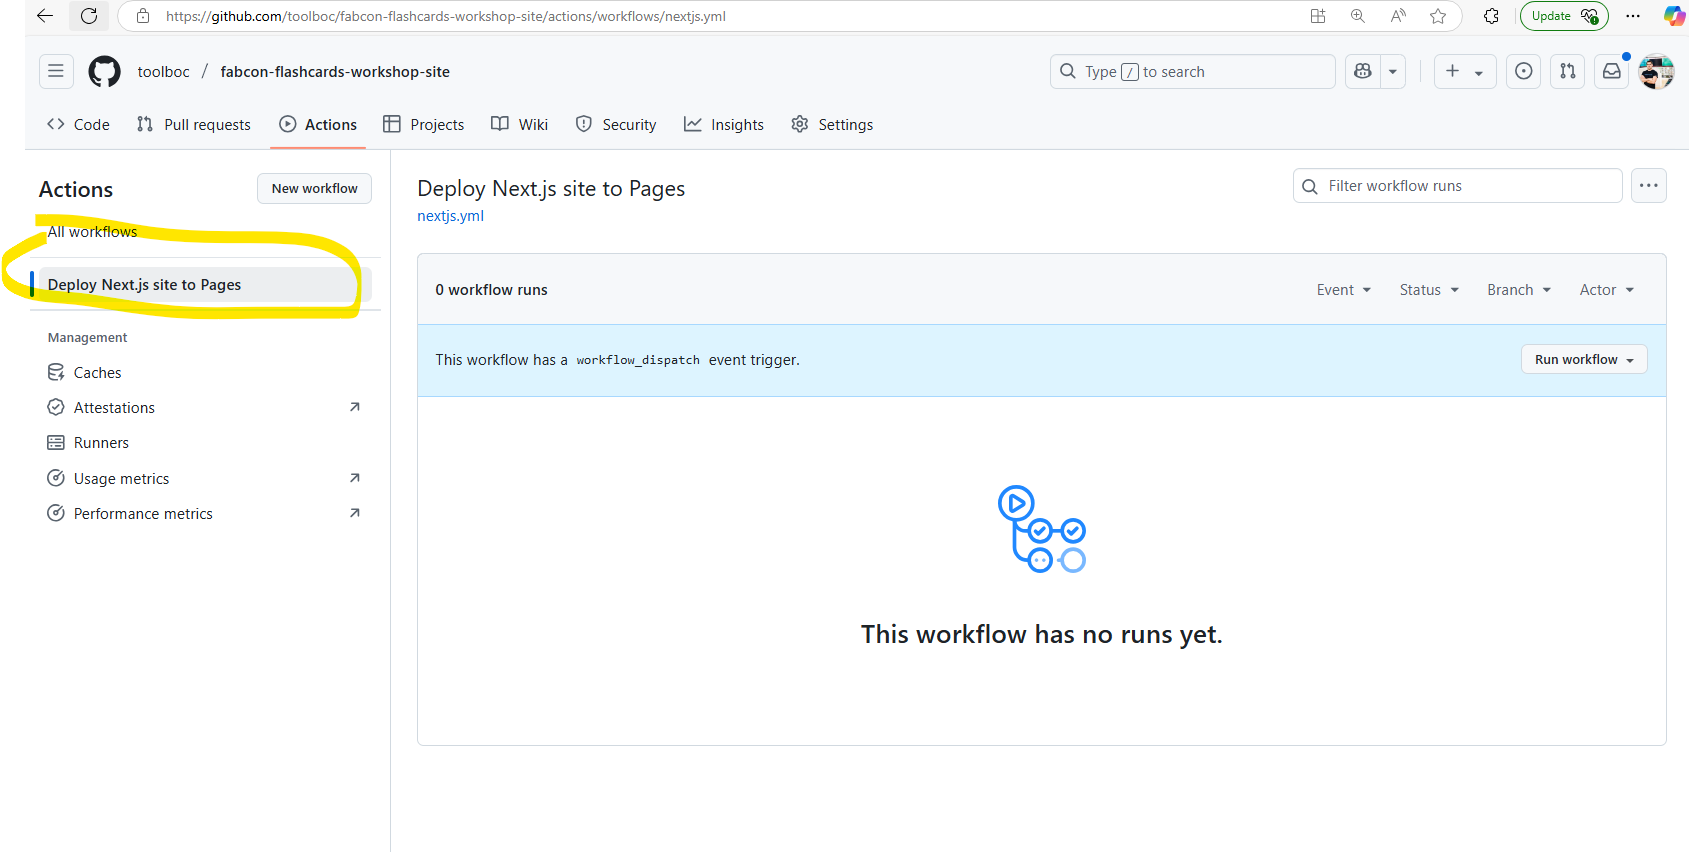 https://github.com/toolboc/fabcon-flashcards-workshop-site/actions/workflows/nextjs.yml
Update
toolboc / fabcon-flashcards-workshop-site
Type / to search
Code
Pull requests
Actions
Projects
Wiki
Security
Insights
Settings
Actions
New workflow
All workflows
Deploy Next.js site to Pages
Management
Caches
Attestations
Runners
Usage metrics
Performance metrics
Deploy Next.js site to Pages
nextjs.yml
Filter workflow runs
0 workflow runs
Event
Status
Branch
Actor
This workflow has a workflow_dispatch event trigger.
Run workflow
This workflow has no runs yet.